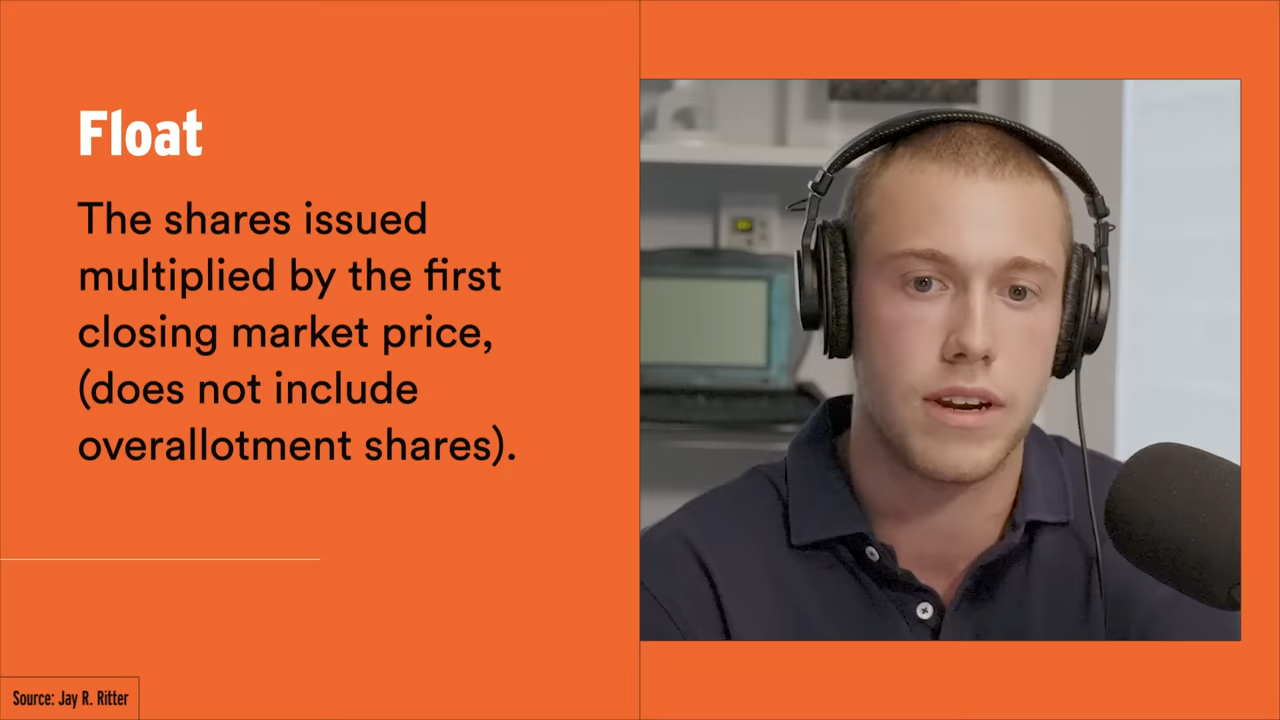 Float
The shares issued
multiplied by the first
closing market price,
(does not include
overallotment shares).
Source: Jay R. Ritter